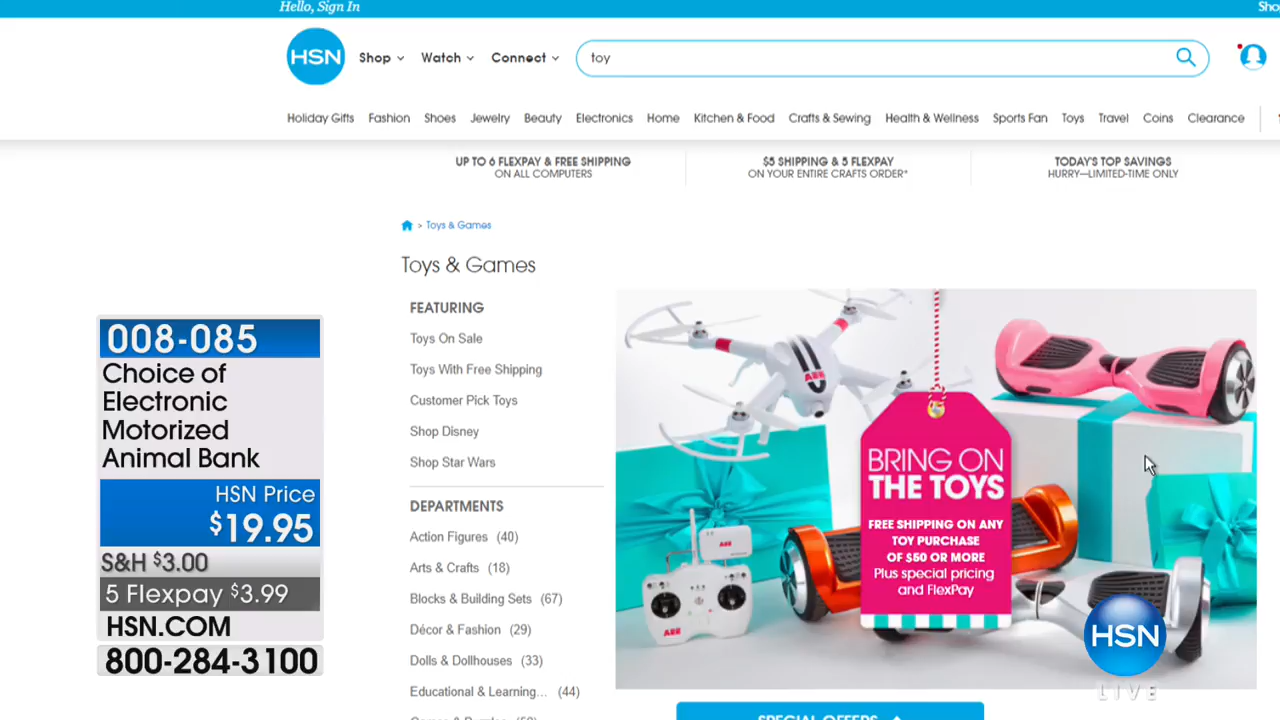 Hello, Sign In
Sho
HSN
Shop
Watch
Connect
toy
Holiday Gifts
Fashion
Shoes
Jewelry
Beauty
Electronics
Home
Kitchen & Food
Crafts & Sewing
Health & Wellness
Sports Fan
Toys
Travel
Coins
Clearance
UP TO 6 FLEXPAY & FREE SHIPPING
ON ALL COMPUTERS
$5 SHIPPING & 5 FLEXPAY
ON YOUR ENTIRE CRAFTS ORDER*
TODAY'S TOP SAVINGS
HURRY—LIMITED-TIME ONLY
> Toys & Games
Toys & Games
FEATURING
Toys On Sale
Toys With Free Shipping
Customer Pick Toys
Shop Disney
Shop Star Wars
DEPARTMENTS
Action Figures (40)
Arts & Crafts (18)
Blocks & Building Sets (67)
Décor & Fashion (29)
Dolls & Dollhouses (33)
Educational & Learning... (44)
008-085
Choice of
Electronic
Motorized
Animal Bank
HSN Price
$19.95
S&H $3.00
5 Flexpay $3.99
HSN.COM
800-284-3100
AEE
AEE
AEE
BRING ON
THE TOYS
FREE SHIPPING ON ANY
TOY PURCHASE
OF $50 OR MORE
Plus special pricing
and FlexPay
HSN
LIVE
SPECIAL OFFERS